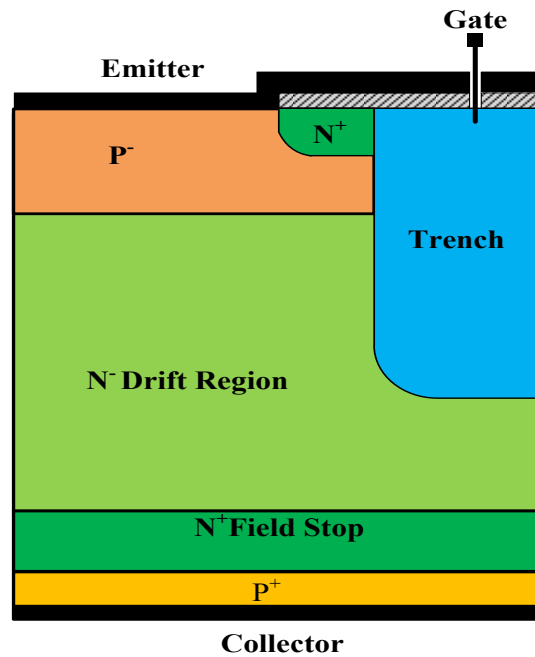 Gate
Emitter
N⁺
P⁻
Trench
N⁻ Drift Region
N⁺Field Stop
P⁺
Collector